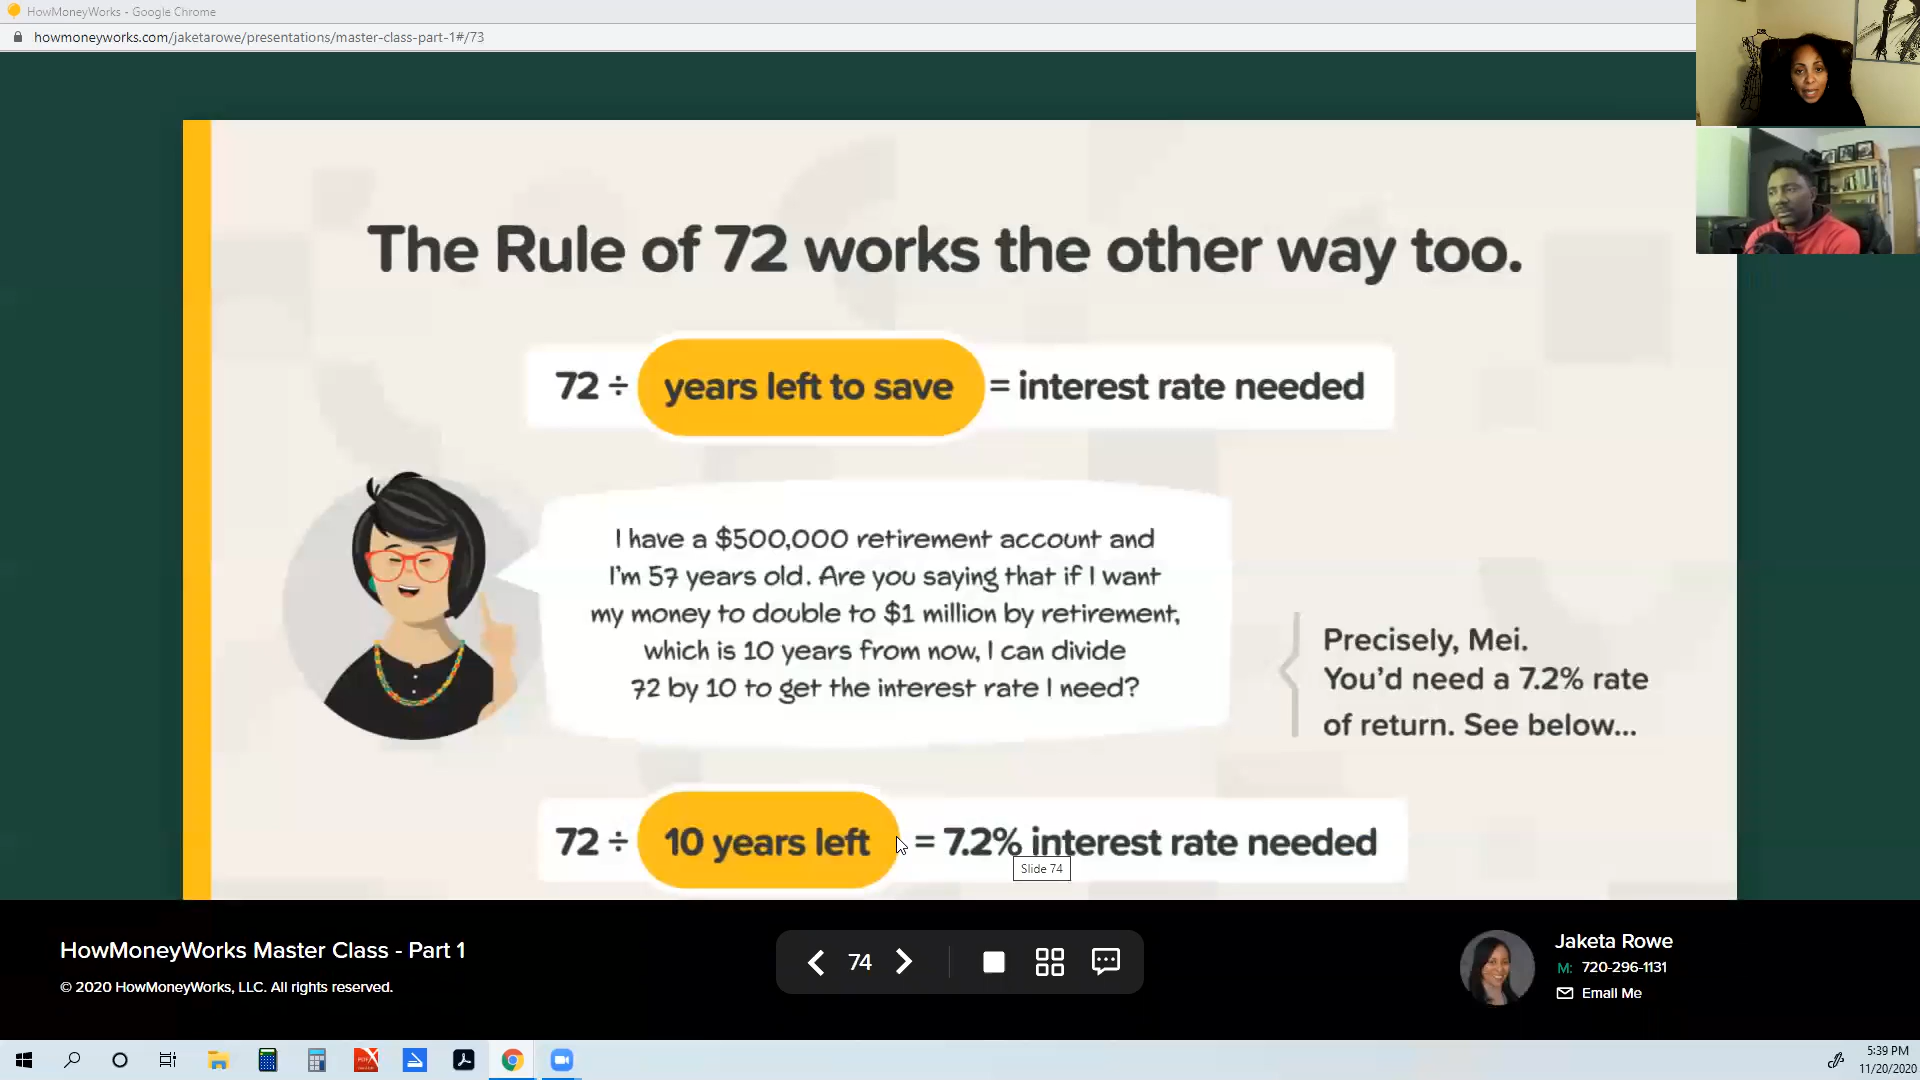 HowMoneyWorks - Google Chrome
howmoneyworks.com/jaketarowe/presentations/master-class-part-1#/73
The Rule of 72 works the other way too.
72 ÷ years left to save = interest rate needed
I have a $500,000 retirement account and
I'm 57 years old. Are you saying that if I want
my money to double to $1 million by retirement,
which is 10 years from now, I can divide
72 by 10 to get the interest rate I need?
Precisely, Mei.
You'd need a 7.2% rate
of return. See below...
72 ÷ 10 years left = 7.2% interest rate needed
Slide 74
HowMoneyWorks Master Class - Part 1
© 2020 HowMoneyWorks, LLC. All rights reserved.
74
Jaketa Rowe
M: 720-296-1131
Email Me
5:39 PM
11/20/2020